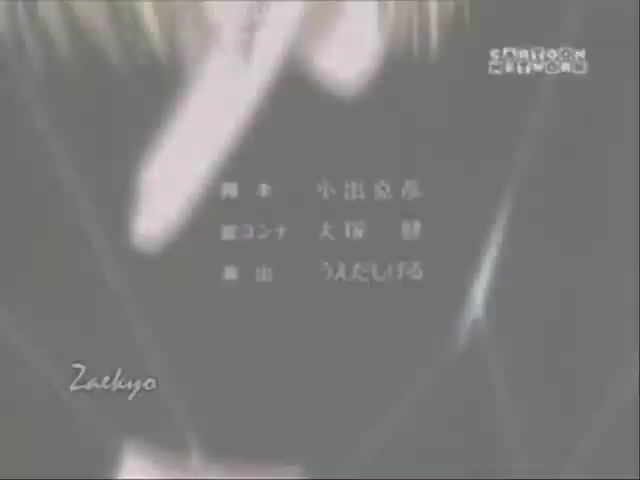 CARTOON
NETWORK
脚本 小出克彦
絵コンテ 大塚 健
演出 うえだしげる
Zaekyo